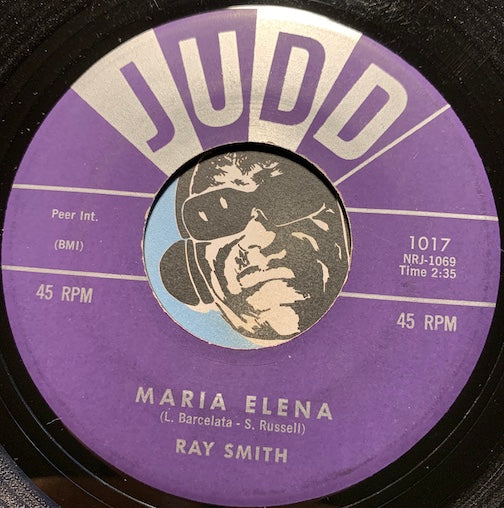 JUDD
Peer Int.
(BMI)
1017
NRJ-1069
Time 2:35
45 RPM
45 RPM
MARIA ELENA
(L. Barcelata - S. Russell)
RAY SMITH